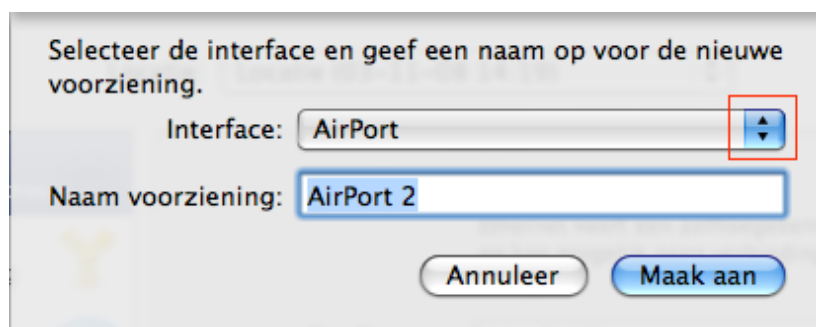 Selecteer de interface en geef een naam op voor de nieuwe
voorziening.
Interface: AirPort
Naam voorziening: AirPort 2
Annuleer Maak aan